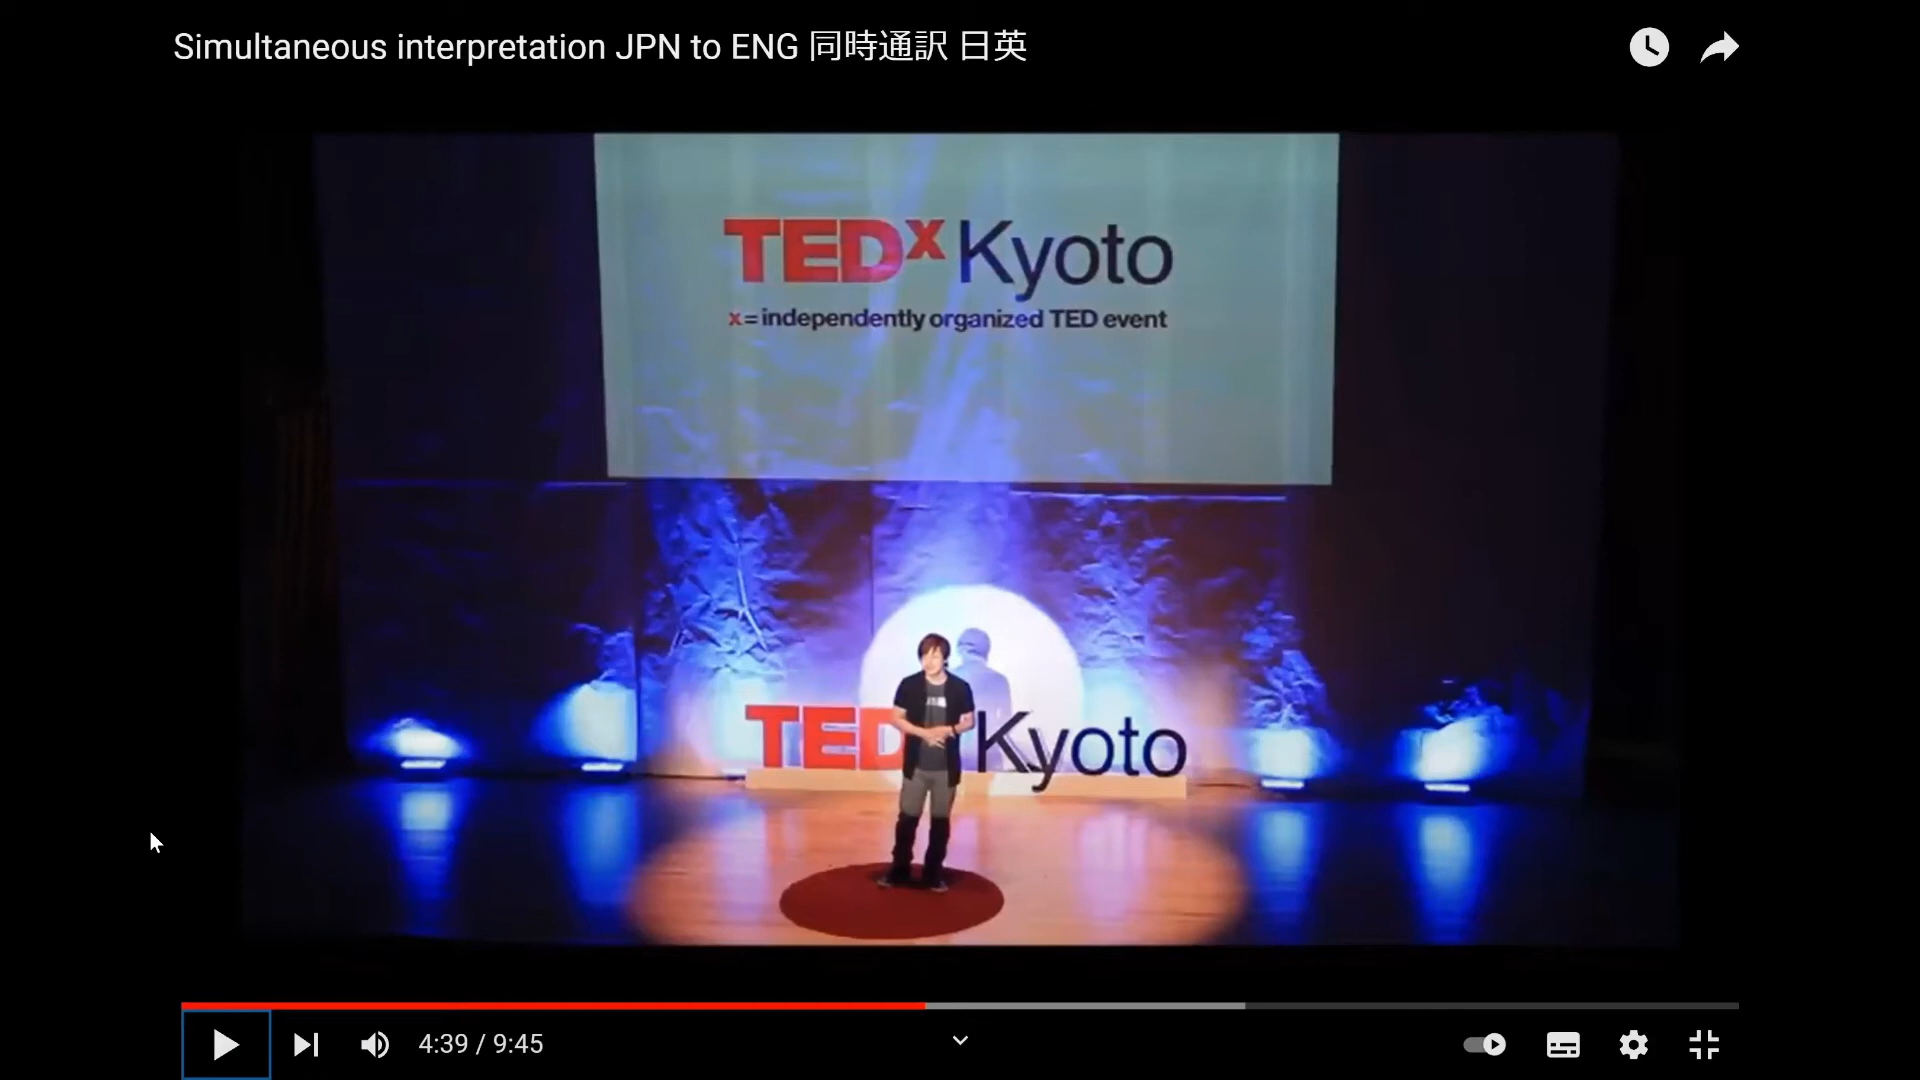 Simultaneous interpretation JPN to ENG 同時通訳 日英
TEDx Kyoto
x=independently organized TED event
TED Kyoto
4:39 / 9:45